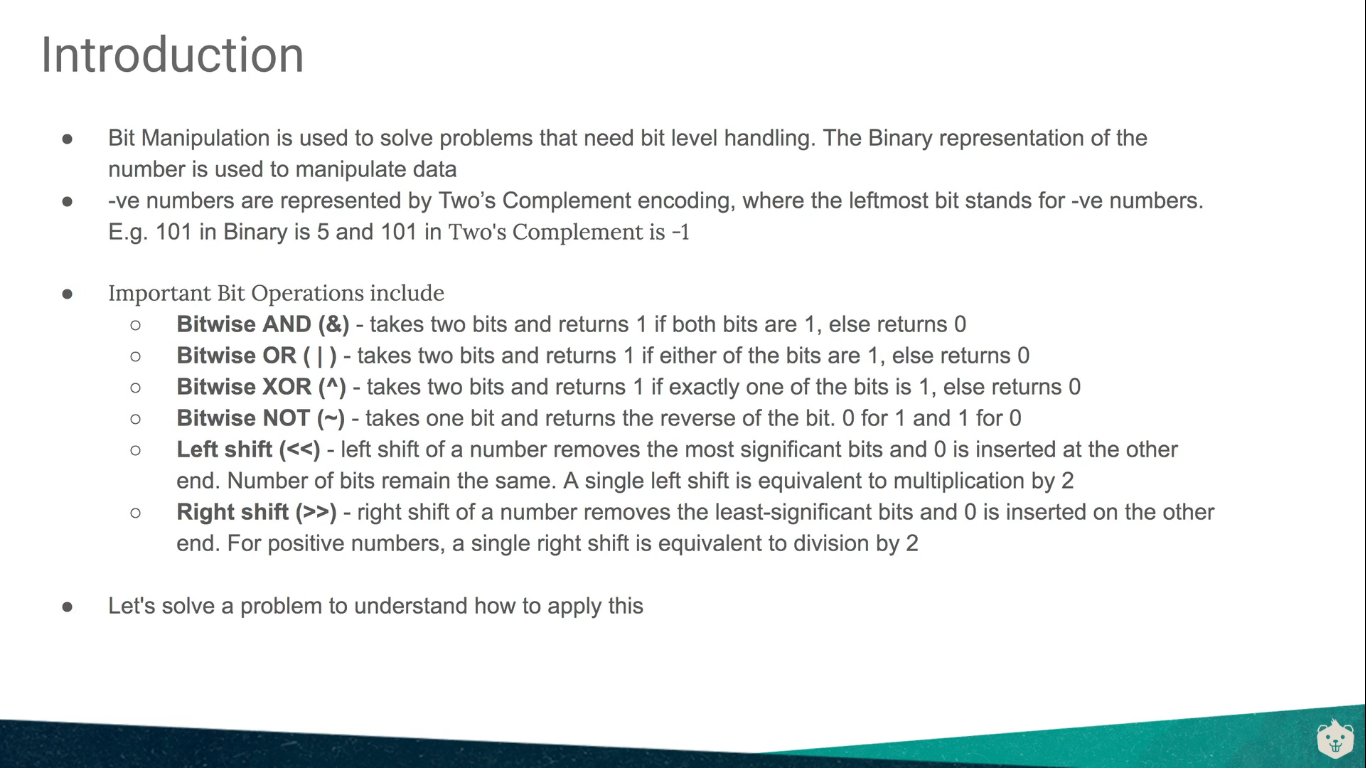 Introduction
● Bit Manipulation is used to solve problems that need bit level handling. The Binary representation of the
number is used to manipulate data
● -ve numbers are represented by Two’s Complement encoding, where the leftmost bit stands for -ve numbers.
E.g. 101 in Binary is 5 and 101 in Two's Complement is -1
● Important Bit Operations include
○ Bitwise AND (&) - takes two bits and returns 1 if both bits are 1, else returns 0
○ Bitwise OR ( | ) - takes two bits and returns 1 if either of the bits are 1, else returns 0
○ Bitwise XOR (^) - takes two bits and returns 1 if exactly one of the bits is 1, else returns 0
○ Bitwise NOT (~) - takes one bit and returns the reverse of the bit. 0 for 1 and 1 for 0
○ Left shift (<<) - left shift of a number removes the most significant bits and 0 is inserted at the other
end. Number of bits remain the same. A single left shift is equivalent to multiplication by 2
○ Right shift (>>) - right shift of a number removes the least-significant bits and 0 is inserted on the other
end. For positive numbers, a single right shift is equivalent to division by 2
● Let's solve a problem to understand how to apply this